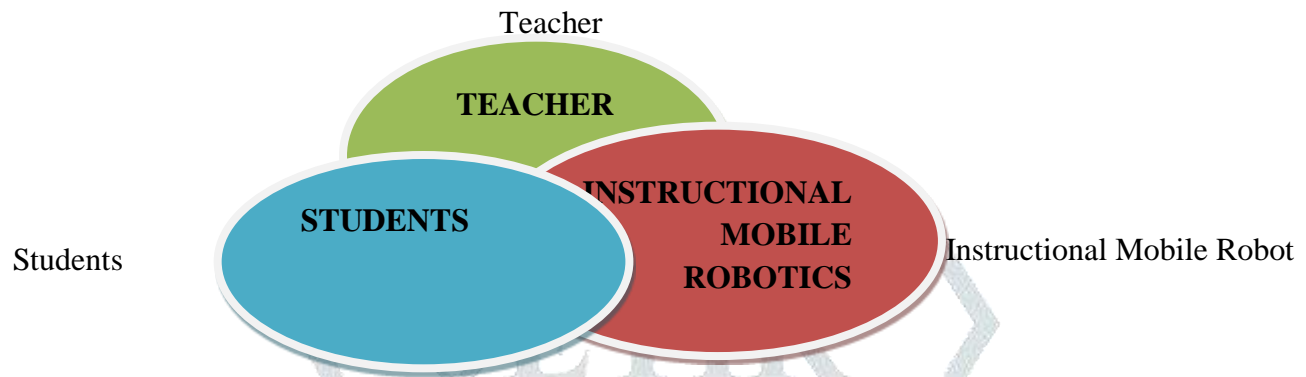 Teacher
TEACHER
INSTRUCTIONAL
STUDENTS
MOBILE
Students
Instructional Mobile Robot
ROBOTICS